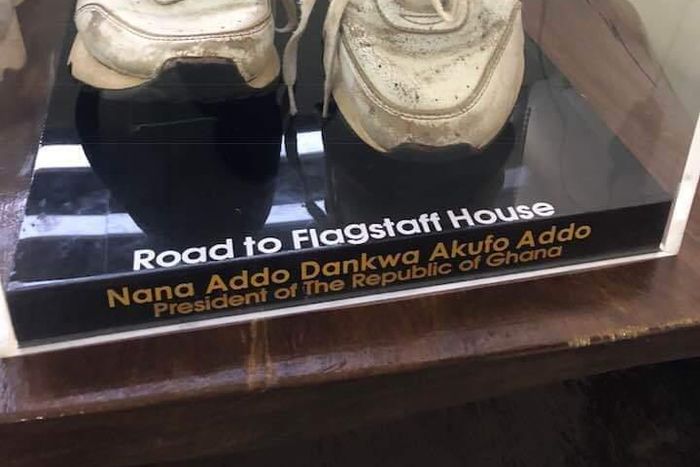 Road to Flagstaff House
Nana Addo Dankwa Akufo Addo
President of The Republic of Ghana